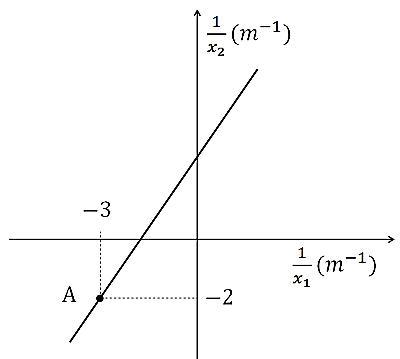 1/x₂ (m⁻¹)
−3
1/x₁ (m⁻¹)
A
−2